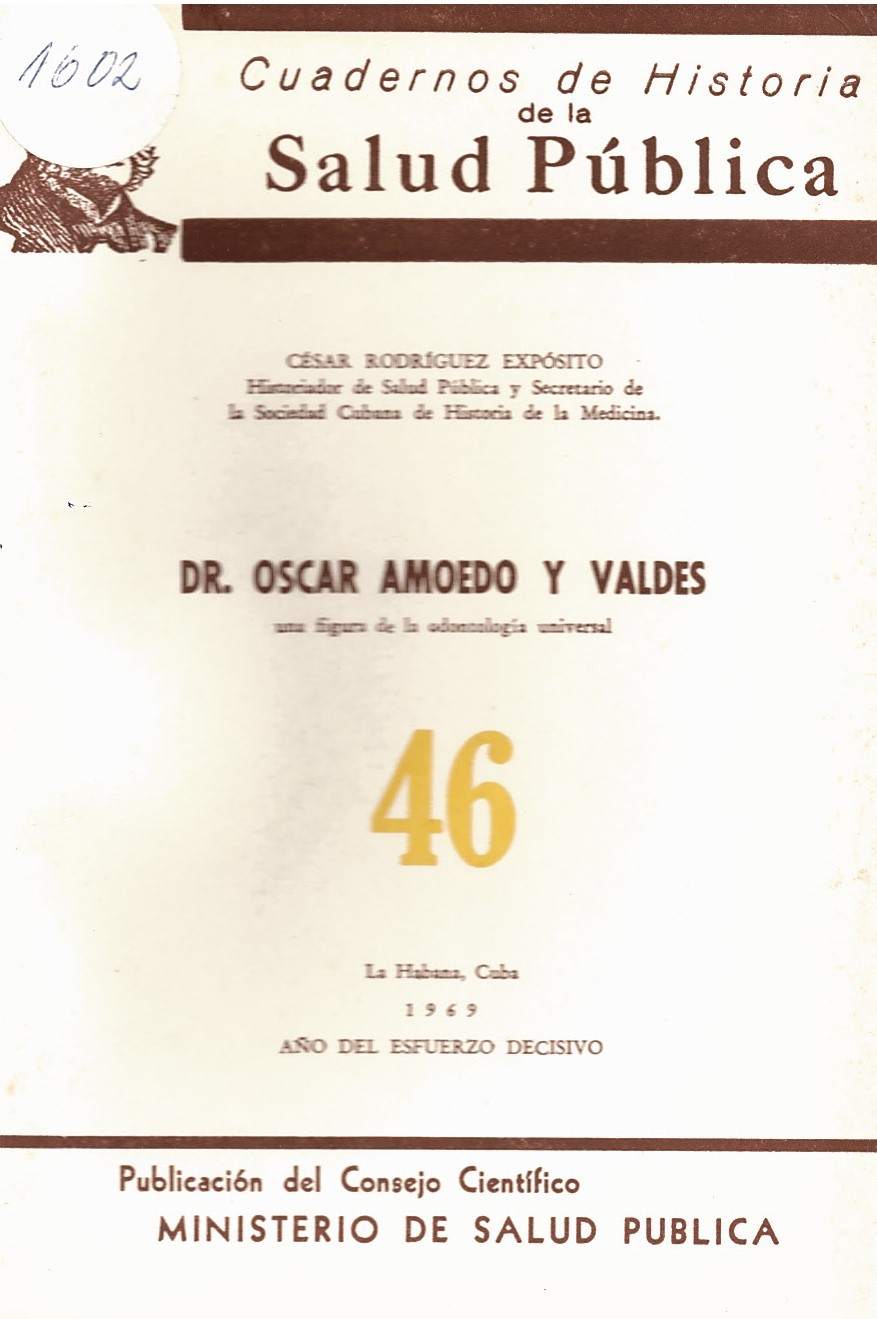 1602
Cuadernos de Historia
de la
Salud Pública
CÉSAR RODRÍGUEZ EXPÓSITO
Historiador de Salud Pública y Secretario de
la Sociedad Cubana de Historia de la Medicina.
DR. OSCAR AMOEDO Y VALDES
una figura de la odontología universal
46
La Habana, Cuba
1969
AÑO DEL ESFUERZO DECISIVO
Publicación del Consejo Científico
MINISTERIO DE SALUD PUBLICA